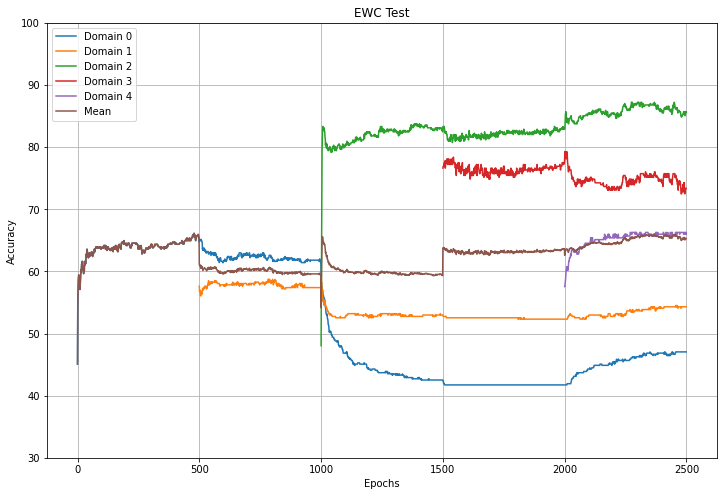 EWC Test
100
90
80
70
60
50
40
30
Accuracy
Domain 0
Domain 1
Domain 2
Domain 3
Domain 4
Mean
0
500
1000
1500
2000
2500
Epochs